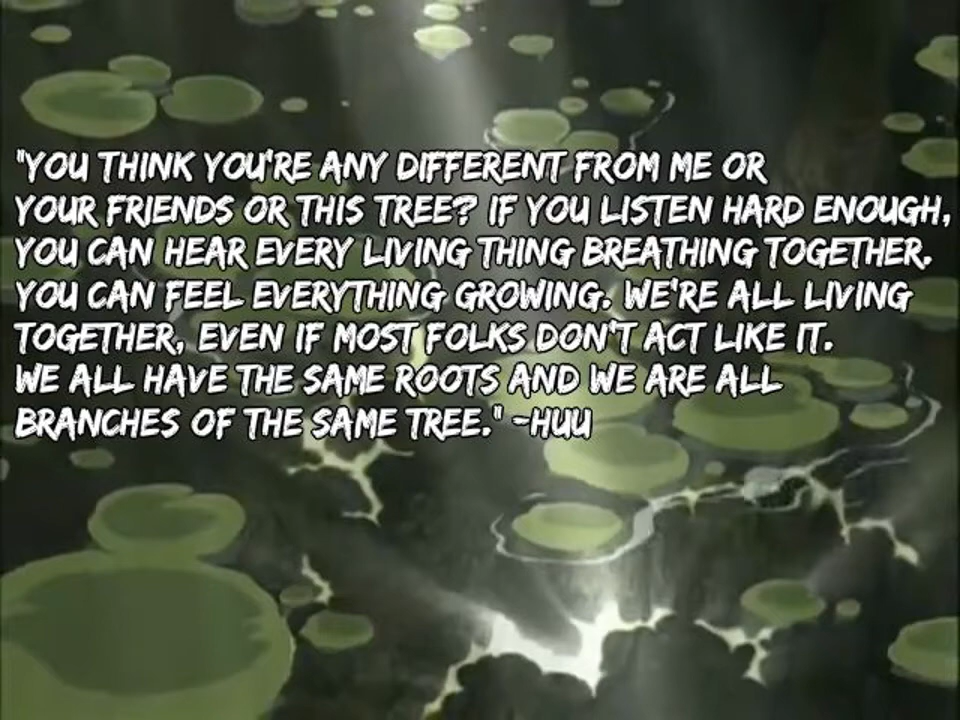 "YOU THINK YOU'RE ANY DIFFERENT FROM ME OR
YOUR FRIENDS OR THIS TREE? IF YOU LISTEN HARD ENOUGH,
YOU CAN HEAR EVERY LIVING THING BREATHING TOGETHER.
YOU CAN FEEL EVERYTHING GROWING. WE'RE ALL LIVING
TOGETHER, EVEN IF MOST FOLKS DON'T ACT LIKE IT.
WE ALL HAVE THE SAME ROOTS AND WE ARE ALL
BRANCHES OF THE SAME TREE." -HUU